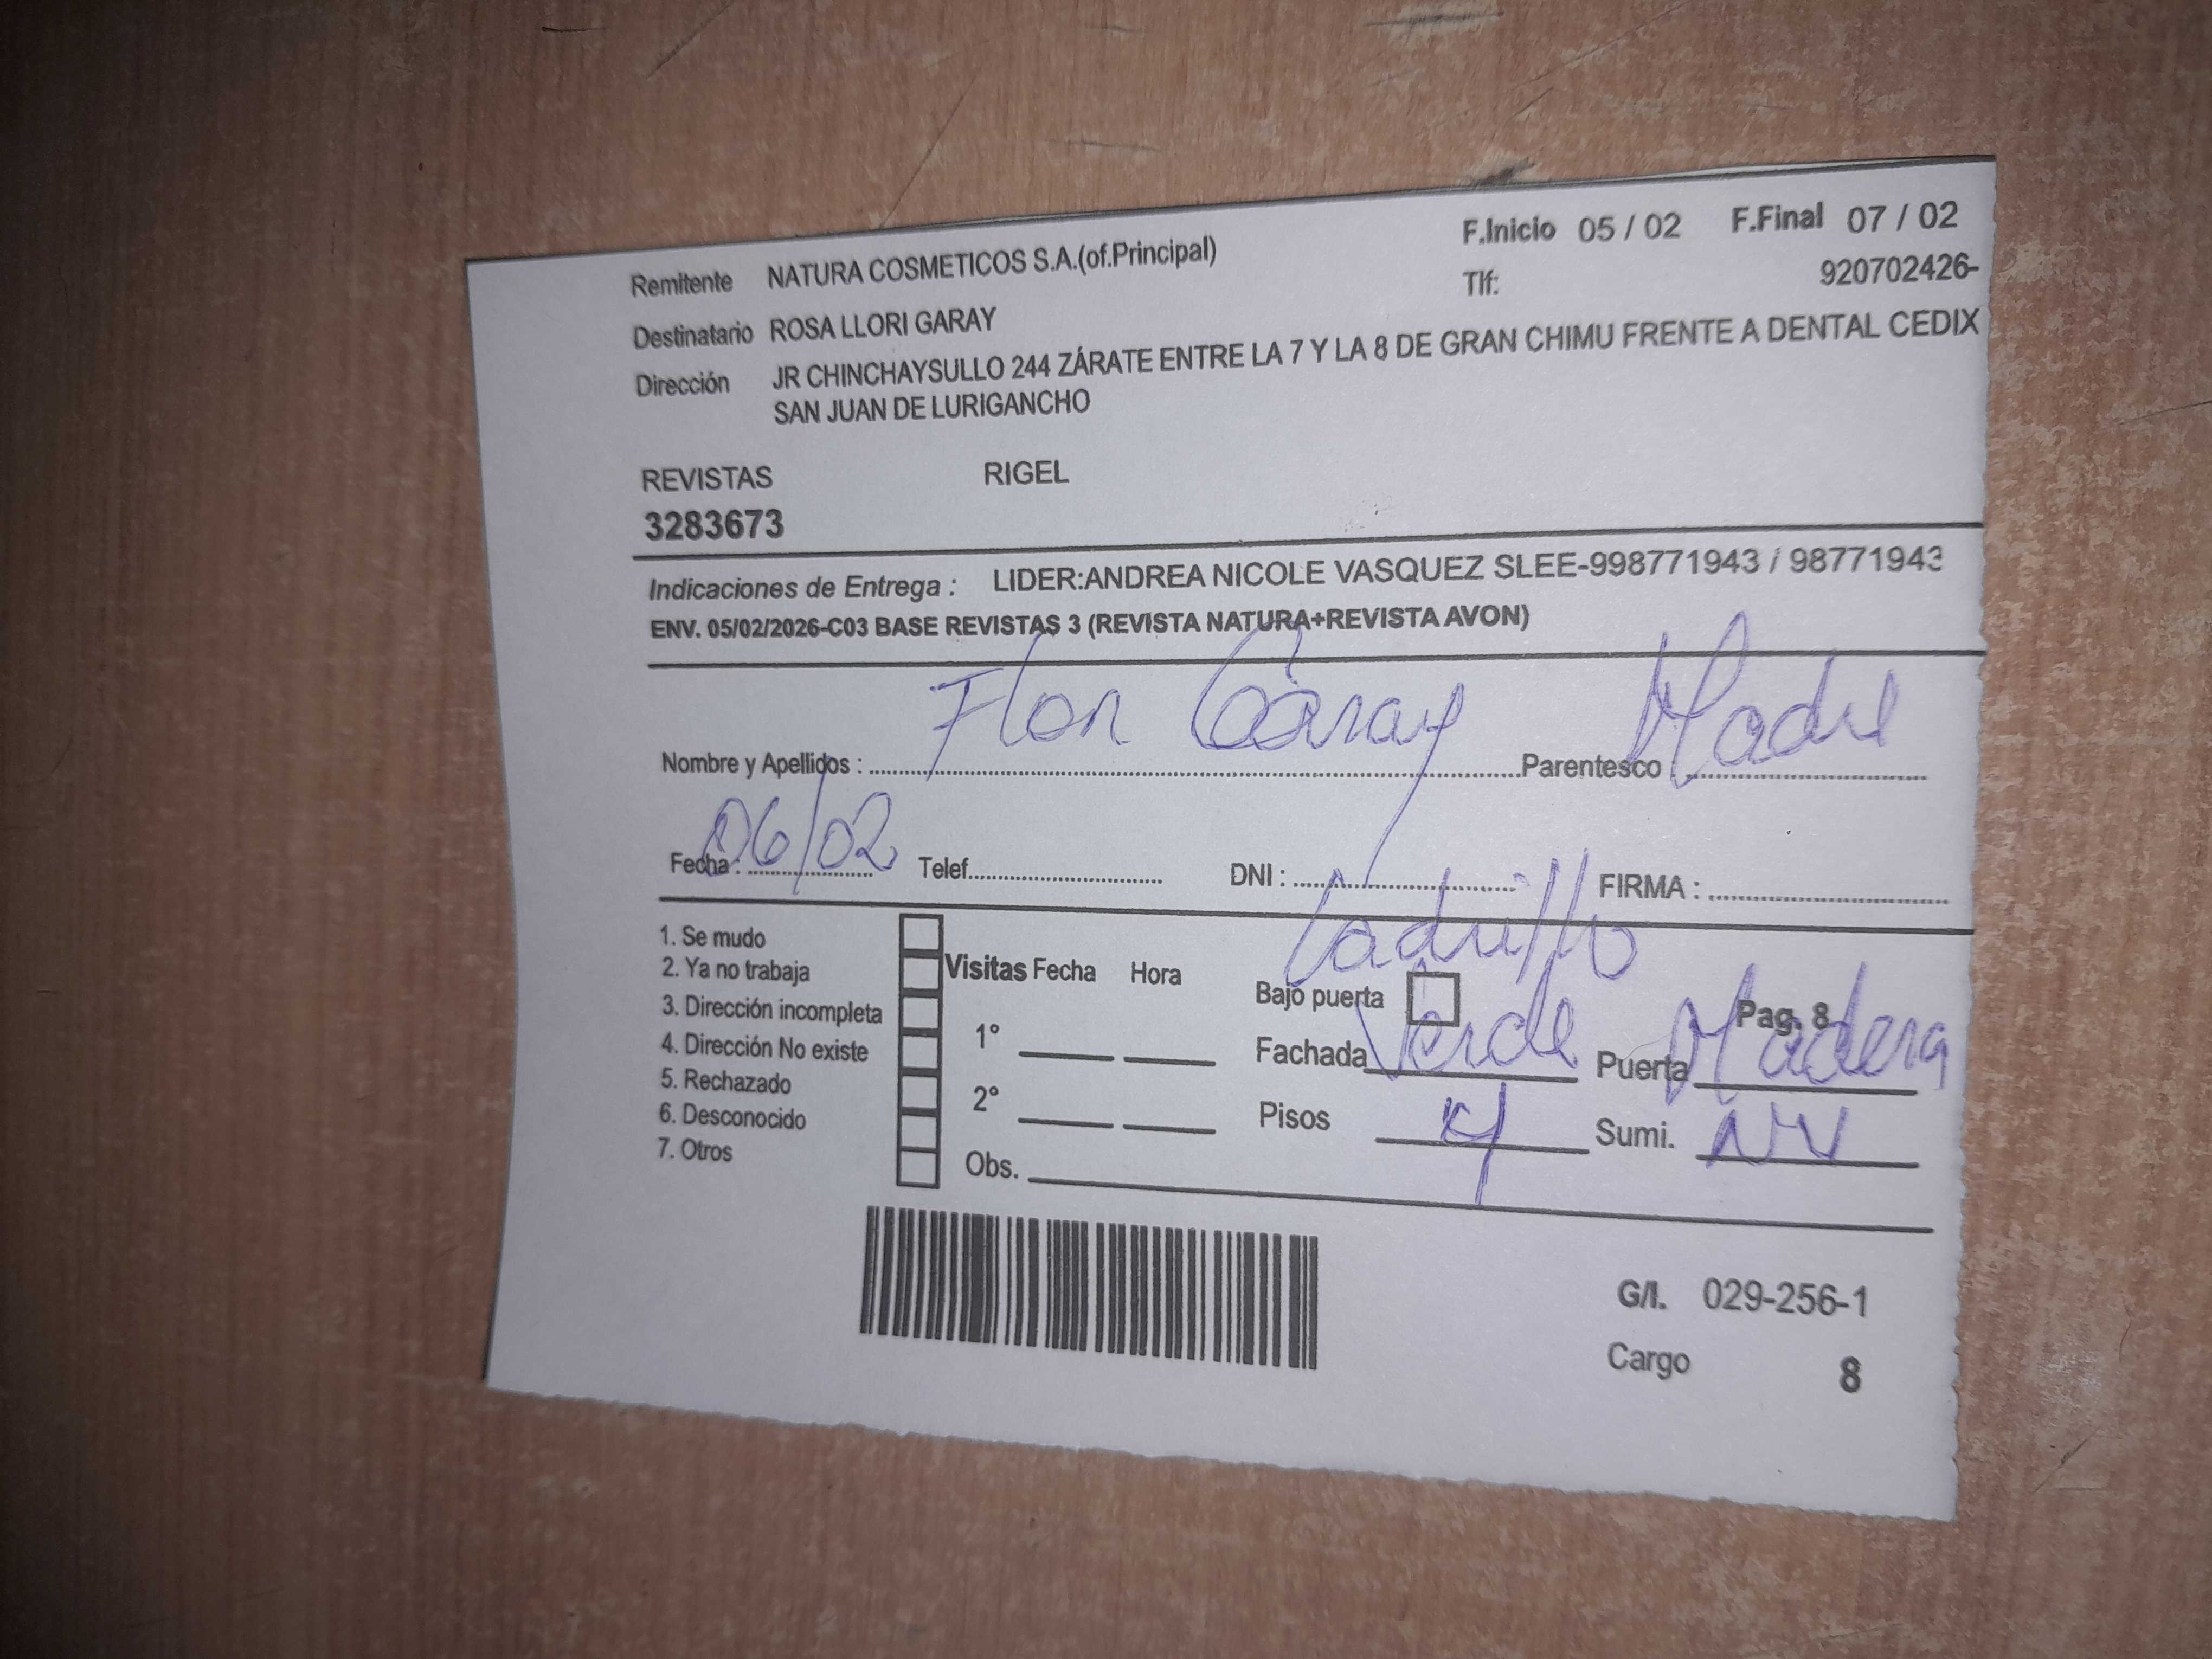 F.Inicio 05 / 02 F.Final 07 / 02
Remitente NATURA COSMETICOS S.A.(of.Principal) Tlf: 920702426-
Destinatario ROSA LLORI GARAY
Dirección JR CHINCHAYSULLO 244 ZÁRATE ENTRE LA 7 Y LA 8 DE GRAN CHIMU FRENTE A DENTAL CEDIX
SAN JUAN DE LURIGANCHO
REVISTAS RIGEL
3283673
Indicaciones de Entrega : LIDER:ANDREA NICOLE VASQUEZ SLEE-998771943 / 98771943
ENV. 05/02/2026-C03 BASE REVISTAS 3 (REVISTA NATURA+REVISTA AVON)
Nombre y Apellidos : Flor Garay Parentesco Madre
Fecha : 06/02 Telef. DNI : FIRMA :
Ladrillo
1. Se mudo
2. Ya no trabaja Visitas Fecha Hora Bajo puerta Pag. 8
3. Dirección incompleta
4. Dirección No existe 1° Fachada Verde Puerta Madera
5. Rechazado
6. Desconocido 2° Pisos 4 Sumi. NV
7. Otros Obs.
G/I. 029-256-1
Cargo 8